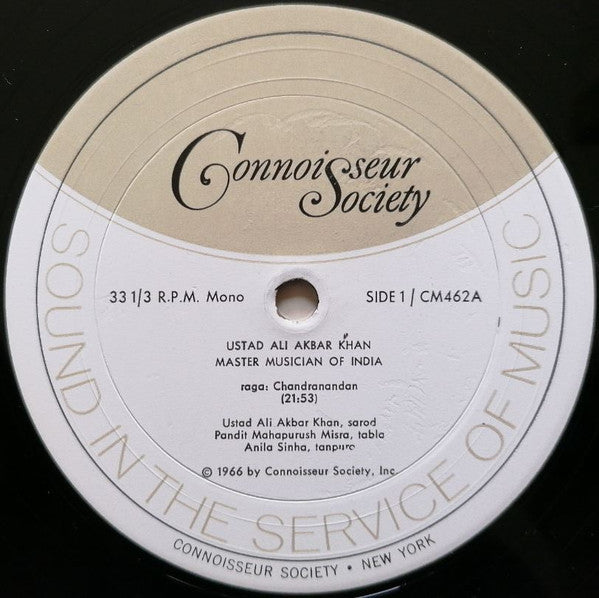 Connoisseur
Society
33 1/3 R.P.M. Mono
SIDE 1 / CM462A
USTAD ALI AKBAR KHAN
MASTER MUSICIAN OF INDIA
raga: Chandranandan
(21:53)
Ustad Ali Akbar Khan, sarod
Pandit Mahapurush Misra, tabla
Anila Sinha, tanpura
© 1966 by Connoisseur Society, Inc.
SOUND IN THE SERVICE OF MUSIC
CONNOISSEUR SOCIETY • NEW YORK